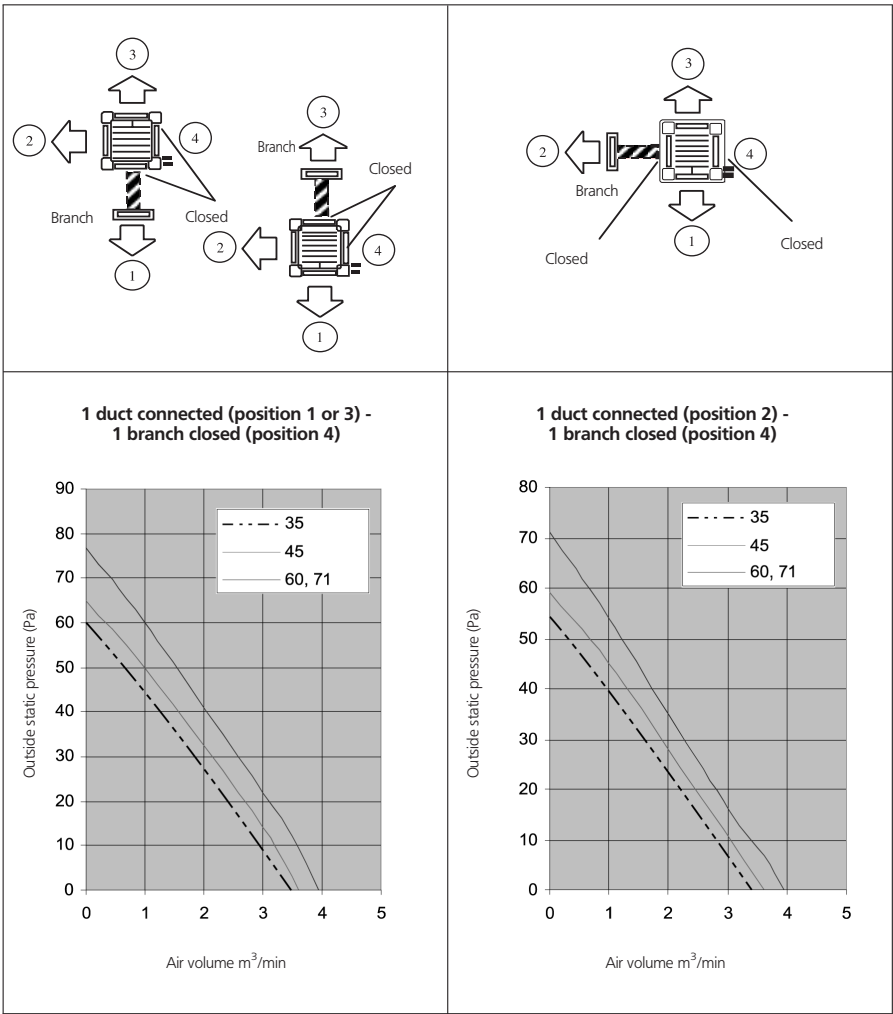 3
2
4
Branch
Closed
1
3
Branch
Closed
2
4
1
3
2
4
Branch
1
Closed
Closed
1 duct connected (position 1 or 3) -
1 branch closed (position 4)
90
80
70
60
50
40
30
20
10
0
0 1 2 3 4 5
35
45
60, 71
Outside static pressure (Pa)
Air volume m³/min
1 duct connected (position 2) -
1 branch closed (position 4)
80
70
60
50
40
30
20
10
0
0 1 2 3 4 5
35
45
60, 71
Outside static pressure (Pa)
Air volume m³/min